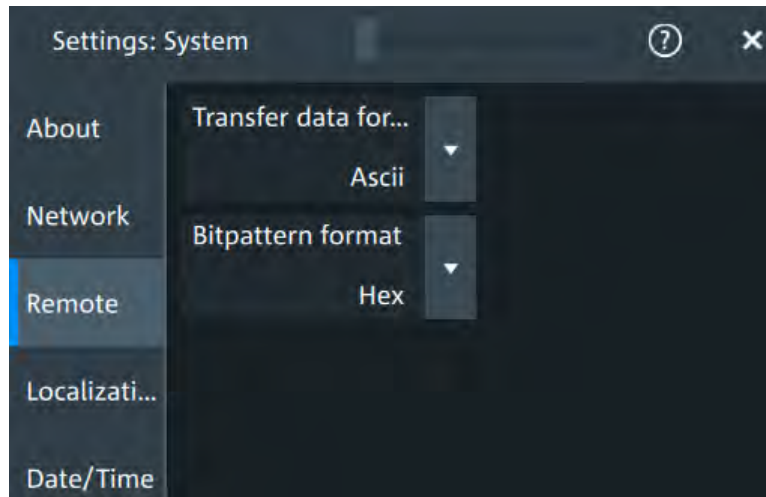 Settings: System
?
×
About
Network
Remote
Localizati...
Date/Time
Transfer data for...
Ascii
Bitpattern format
Hex